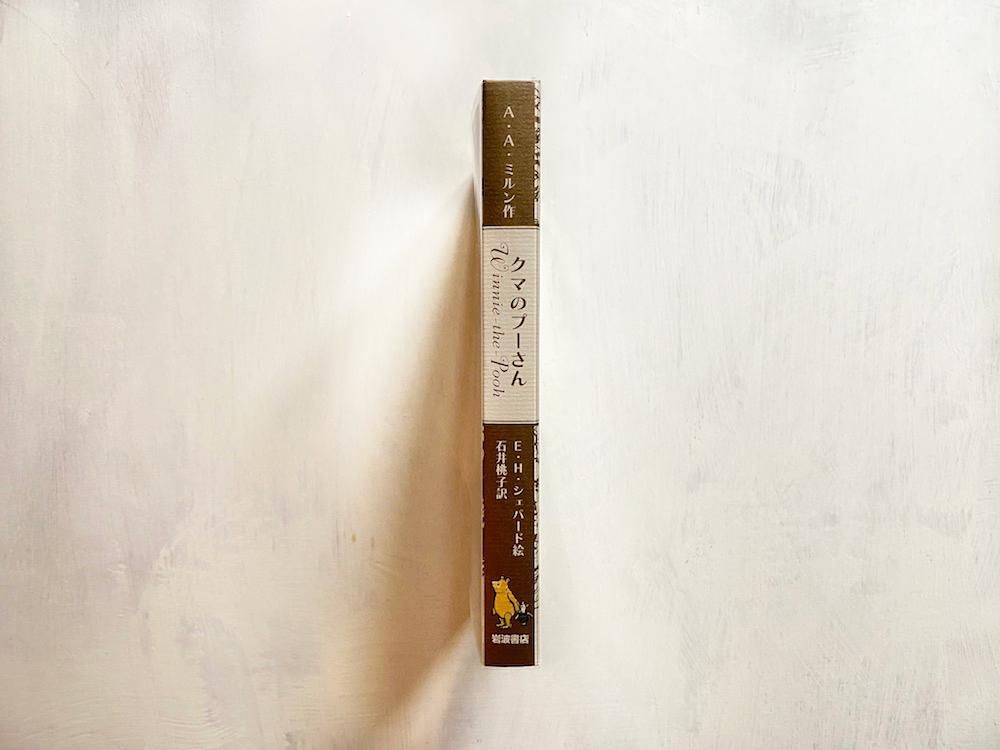 A・A・ミルン作
クマのプーさん
Winnie-the-Pooh
E・H・シェパード絵
石井桃子訳
岩波書店